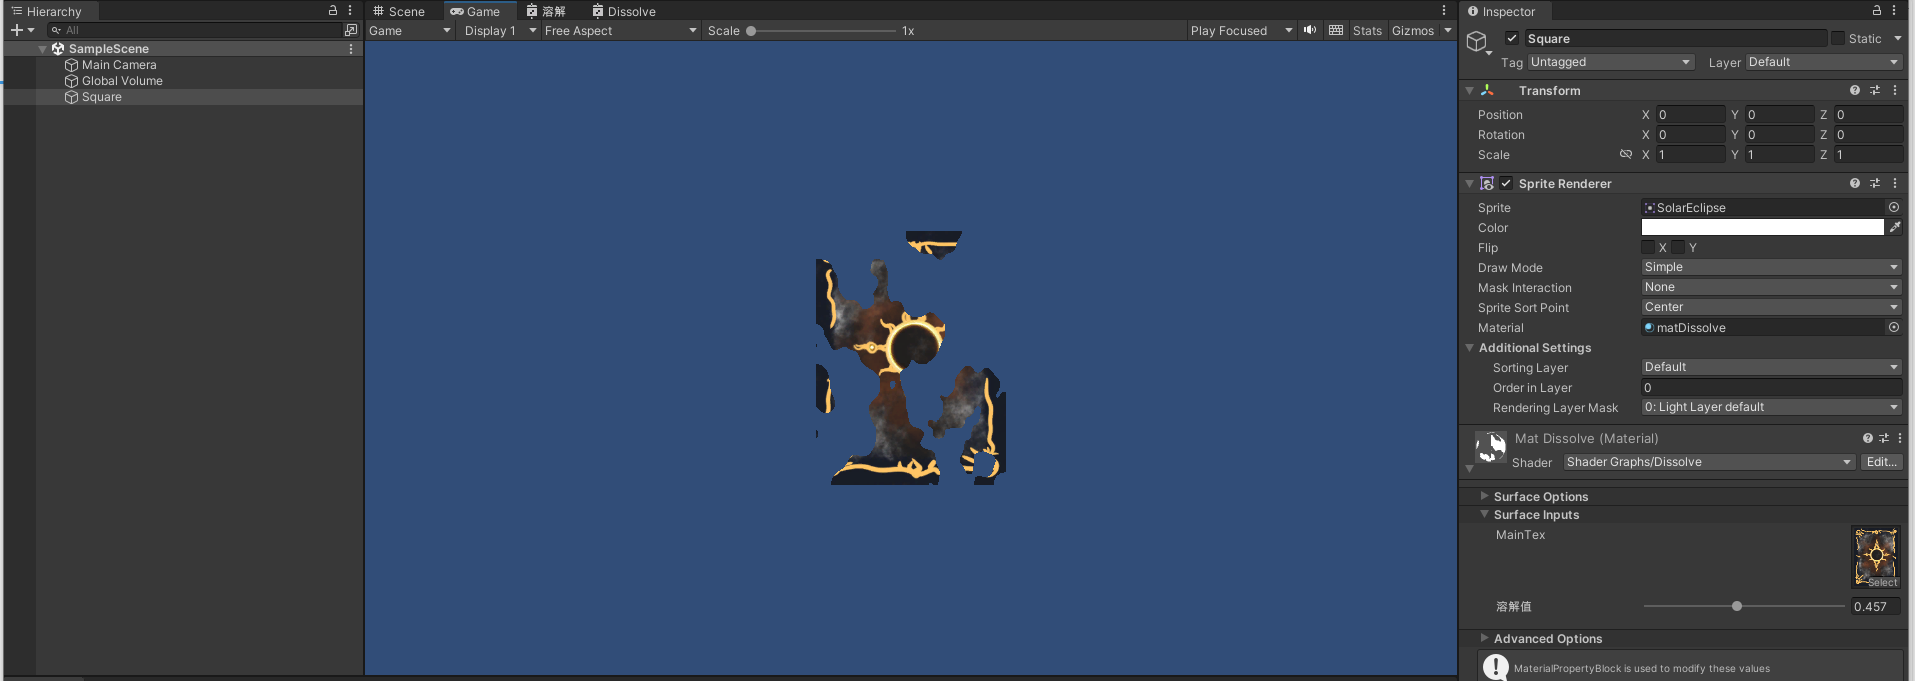 Hierarchy
All
SampleScene
Main Camera
Global Volume
Square
Scene
Game
溶解
Dissolve
Game
Display 1
Free Aspect
Scale
1x
Play Focused
Stats
Gizmos
Inspector
Square
Static
Tag
Untagged
Layer
Default
Transform
Position
X 0 Y 0 Z 0
Rotation
X 0 Y 0 Z 0
Scale
X 1 Y 1 Z 1
Sprite Renderer
Sprite
SolarEclipse
Color
Flip
X Y
Draw Mode
Simple
Mask Interaction
None
Sprite Sort Point
Center
Material
matDissolve
Additional Settings
Sorting Layer
Default
Order in Layer
0
Rendering Layer Mask
0: Light Layer default
Mat Dissolve (Material)
Shader
Shader Graphs/Dissolve
Edit...
Surface Options
Surface Inputs
MainTex
Select
溶解值
0.457
Advanced Options
MaterialPropertyBlock is used to modify these values